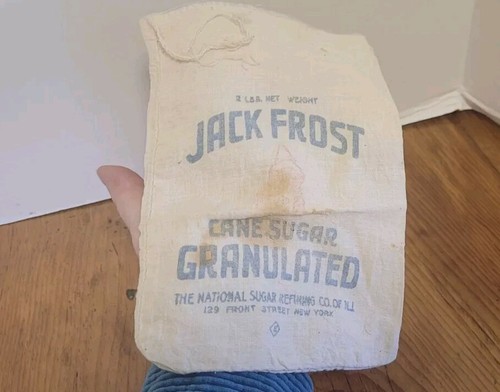 2 LBS. NET WEIGHT
JACK FROST
CANE SUGAR
GRANULATED
THE NATIONAL SUGAR REFINING CO. OF N.J.
129 FRONT STREET NEW YORK